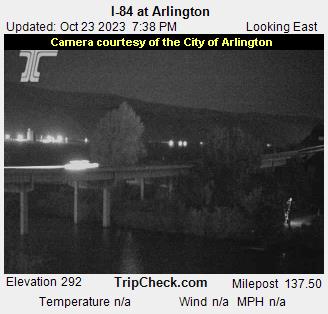 I-84 at Arlington
Updated: Oct 23 2023 7:38 PM Looking East
Camera courtesy of the City of Arlington
Elevation 292 TripCheck.com Milepost 137.50
Temperature n/a Wind n/a MPH n/a